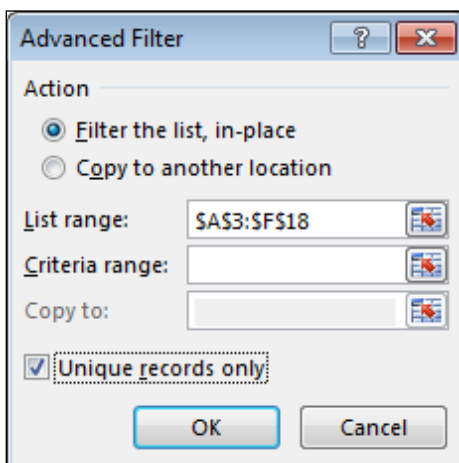 Advanced Filter
?
Action
Filter the list, in-place
Copy to another location
List range: $A$3:$F$18
Criteria range:
Copy to:
Unique records only
OK Cancel